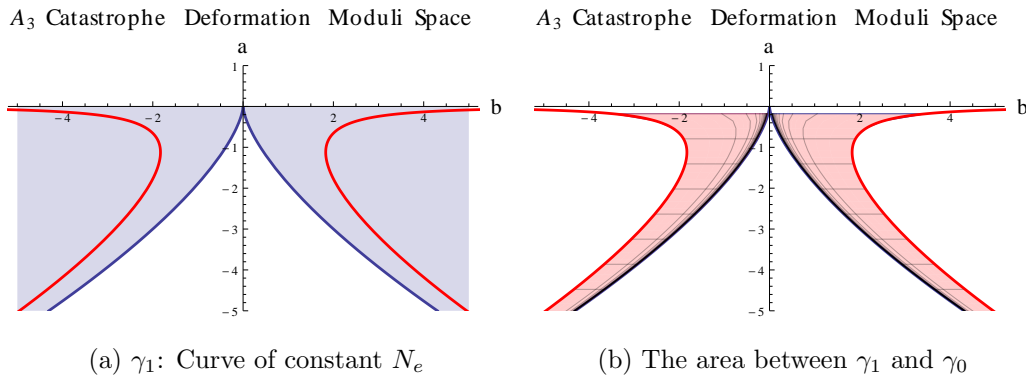 A₃ Catastrophe Deformation Moduli Space
a
1
b
−4 −2 2 4
−1
−2
−3
−4
−5
(a) γ₁: Curve of constant Nₑ
A₃ Catastrophe Deformation Moduli Space
a
1
b
−4 −2 2 4
−1
−2
−3
−4
−5
(b) The area between γ₁ and γ₀